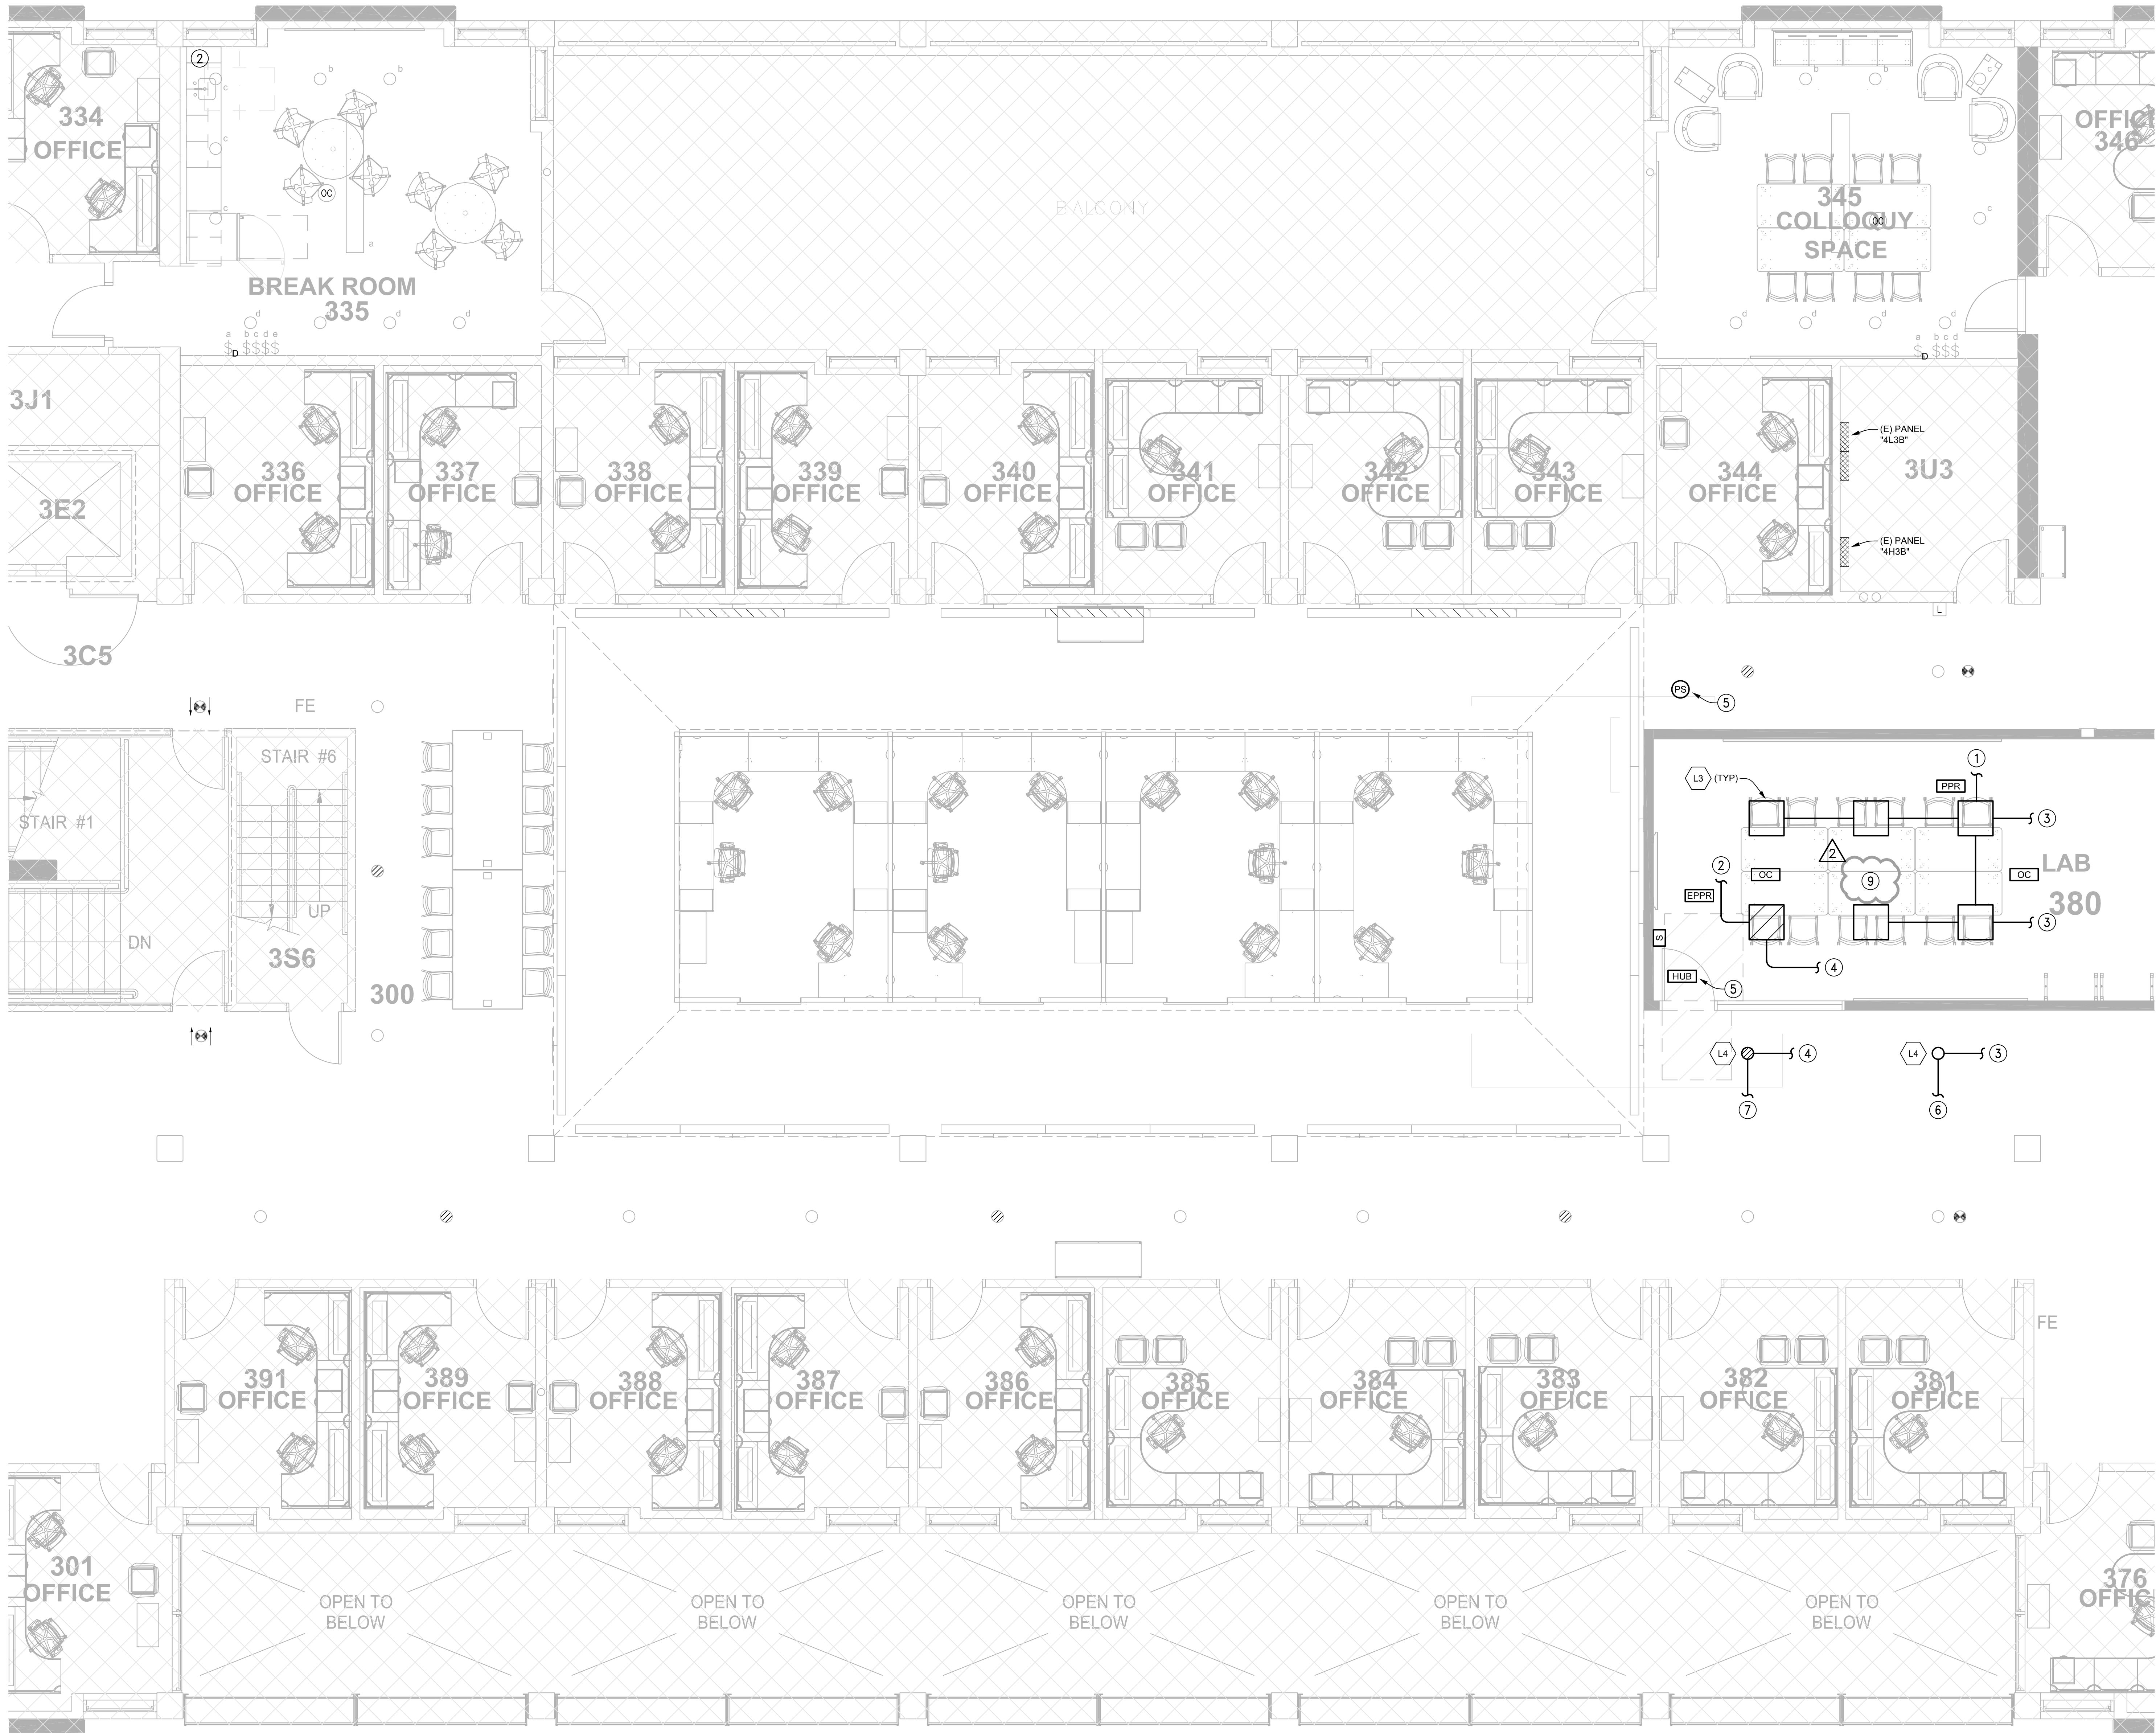 2
b
b
b
b
c
334
OFFICE
c
OFFICE
346
c
OC
345
COLLOQUY
SPACE
OC
BALCONY
c
c
a
BREAK ROOM
335
d
d
d
d
d
d
d
a b c d e
$ $$$$
D
a b c d
$ $$$
D
3J1
(E) PANEL
"4L3B"
336
OFFICE
337
OFFICE
338
OFFICE
339
OFFICE
340
OFFICE
341
OFFICE
342
OFFICE
343
OFFICE
344
OFFICE
3U3
3E2
(E) PANEL
"4H3B"
L
3C5
PS
5
FE
STAIR #6
1
L3 (TYP)
PPR
3
STAIR #1
2
2
OC
9
OC
LAB
380
EPPR
UP
3
DN
S
3S6
4
HUB
5
300
L4
4
L4
3
7
6
FE
391
OFFICE
389
OFFICE
388
OFFICE
387
OFFICE
386
OFFICE
385
OFFICE
384
OFFICE
383
OFFICE
382
OFFICE
381
OFFICE
301
OFFICE
376
OFFIC
OPEN TO
BELOW
OPEN TO
BELOW
OPEN TO
BELOW
OPEN TO
BELOW
OPEN TO
BELOW